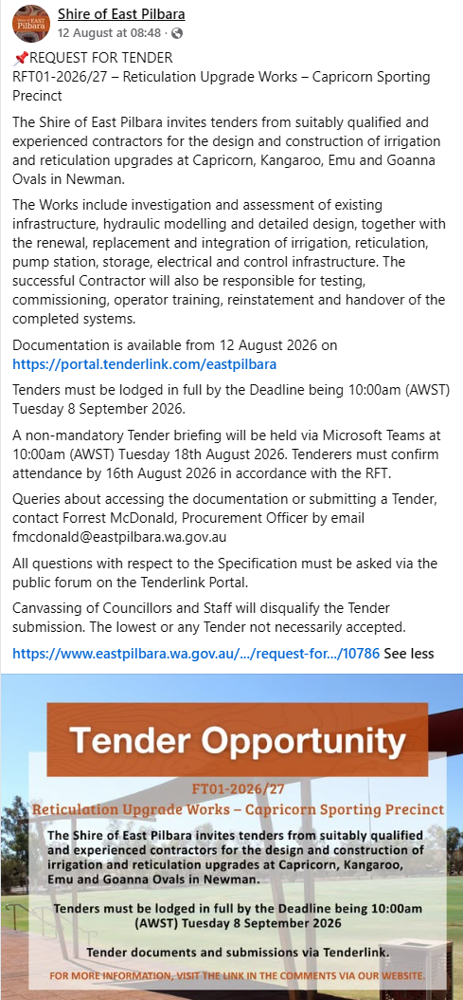 Shire of EAST
Pilbara
Shire of East Pilbara
12 August at 08:48 ·
📌REQUEST FOR TENDER
RFT01-2026/27 – Reticulation Upgrade Works – Capricorn Sporting
Precinct
The Shire of East Pilbara invites tenders from suitably qualified and
experienced contractors for the design and construction of irrigation
and reticulation upgrades at Capricorn, Kangaroo, Emu and Goanna
Ovals in Newman.
The Works include investigation and assessment of existing
infrastructure, hydraulic modelling and detailed design, together with
the renewal, replacement and integration of irrigation, reticulation,
pump station, storage, electrical and control infrastructure. The
successful Contractor will also be responsible for testing,
commissioning, operator training, reinstatement and handover of the
completed systems.
Documentation is available from 12 August 2026 on
https://portal.tenderlink.com/eastpilbara
Tenders must be lodged in full by the Deadline being 10:00am (AWST)
Tuesday 8 September 2026.
A non-mandatory Tender briefing will be held via Microsoft Teams at
10:00am (AWST) Tuesday 18th August 2026. Tenderers must confirm
attendance by 16th August 2026 in accordance with the RFT.
Queries about accessing the documentation or submitting a Tender,
contact Forrest McDonald, Procurement Officer by email
fmcdonald@eastpilbara.wa.gov.au
All questions with respect to the Specification must be asked via the
public forum on the Tenderlink Portal.
Canvassing of Councillors and Staff will disqualify the Tender
submission. The lowest or any Tender not necessarily accepted.
https://www.eastpilbara.wa.gov.au/.../request-for.../10786 See less
Tender Opportunity
FT01-2026/27
Reticulation Upgrade Works – Capricorn Sporting Precinct
The Shire of East Pilbara invites tenders from suitably qualified
and experienced contractors for the design and construction of
irrigation and reticulation upgrades at Capricorn, Kangaroo,
Emu and Goanna Ovals in Newman.
Tenders must be lodged in full by the Deadline being 10:00am
(AWST) Tuesday 8 September 2026
Tender documents and submissions via Tenderlink.
FOR MORE INFORMATION, VISIT THE LINK IN THE COMMENTS VIA OUR WEBSITE.